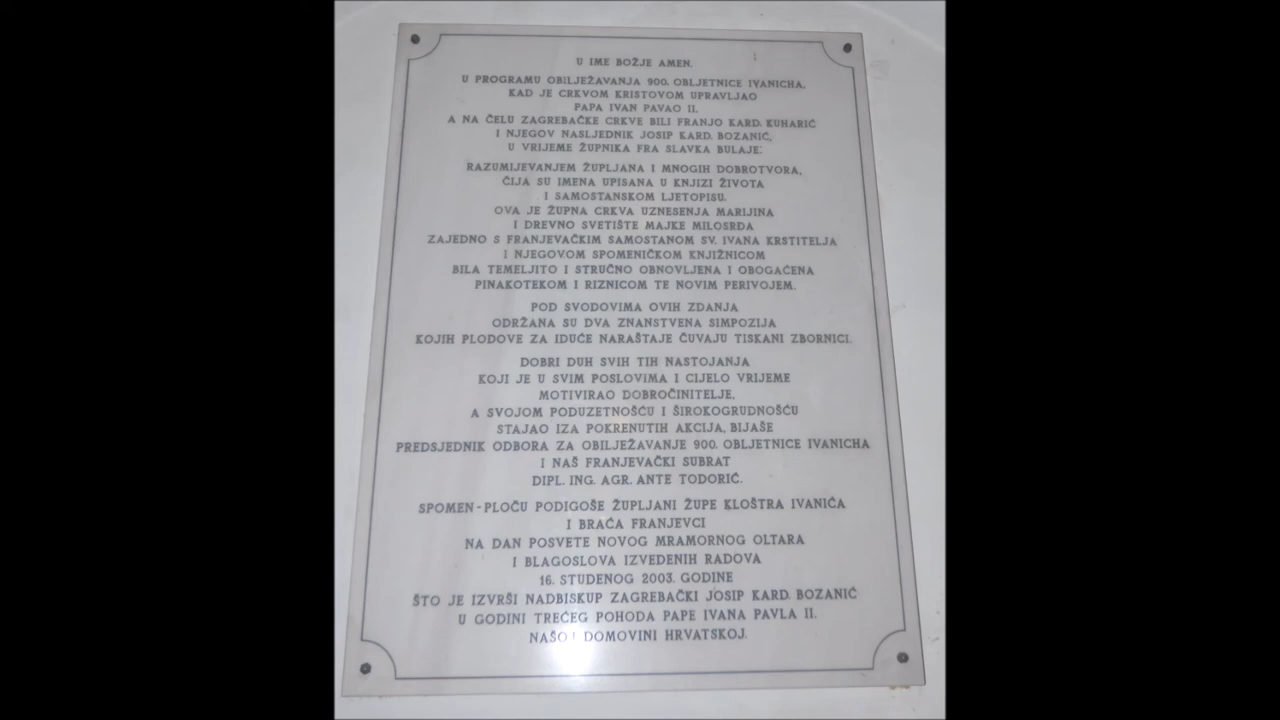 U IME BOŽJE AMEN.
U PROGRAMU OBILJEŽAVANJA 900. OBLJETNICE IVANICHA,
KAD JE CRKVOM KRISTOVOM UPRAVLJAO
PAPA IVAN PAVAO II.
A NA ČELU ZAGREBAČKE CRKVE BILI FRANJO KARD. KUHARIĆ
I NJEGOV NASLJEDNIK JOSIP KARD. BOZANIĆ,
U VRIJEME ŽUPNIKA FRA SLAVKA BULAJE:
RAZUMIJEVANJEM ŽUPLJANA I MNOGIH DOBROTVORA,
ČIJA SU IMENA UPISANA U KNJIZI ŽIVOTA
I SAMOSTANSKOM LJETOPISU.
OVA JE ŽUPNA CRKVA UZNESENJA MARIJINA
I DREVNO SVETIŠTE MAJKE MILOSRĐA
ZAJEDNO S FRANJEVAČKIM SAMOSTANOM SV. IVANA KRSTITELJA
I NJEGOVOM SPOMENIČKOM KNJIŽNICOM
BILA TEMELJITO I STRUČNO OBNOVLJENA I OBOGAĆENA
PINAKOTEKOM I RIZNICOM TE NOVIM PERIVOJEM.
POD SVODOVIMA OVIH ZDANJA
ODRŽANA SU DVA ZNANSTVENA SIMPOZIJA
KOJIH PLODOVE ZA IDUĆE NARAŠTAJE ČUVAJU TISKANI ZBORNICI.
DOBRI DUH SVIH TIH NASTOJANJA
KOJI JE U SVIM POSLOVIMA I CIJELO VRIJEME
MOTIVIRAO DOBROČINITELJE,
A SVOJOM PODUZETNOŠĆU I ŠIROKOGRUDNOŠĆU
STAJAO IZA POKRENUTIH AKCIJA, BIJAŠE
PREDSJEDNIK ODBORA ZA OBILJEŽAVANJE 900. OBLJETNICE IVANICHA
I NAŠ FRANJEVAČKI SUBRAT
DIPL. ING. AGR. ANTE TODORIĆ.
SPOMEN-PLOČU PODIGOŠE ŽUPLJANI ŽUPE KLOŠTRA IVANIĆA
I BRAĆA FRANJEVCI
NA DAN POSVETE NOVOG MRAMORNOG OLTARA
I BLAGOSLOVA IZVEDENIH RADOVA
16. STUDENOG 2003. GODINE
ŠTO JE IZVRŠI NADBISKUP ZAGREBAČKI JOSIP KARD. BOZANIĆ
U GODINI TREĆEG POHODA PAPE IVANA PAVLA II.
NAŠOJ DOMOVINI HRVATSKOJ.